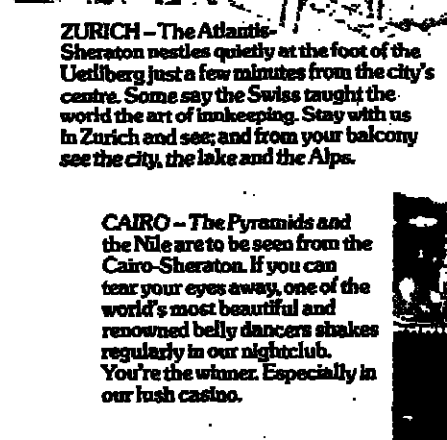 ZURICH – The Atlantis-
Sheraton nestles quietly at the foot of the
Uetliberg just a few minutes from the city's
centre. Some say the Swiss taught the
world the art of innkeeping. Stay with us
in Zurich and see; and from your balcony
see the city, the lake and the Alps.
CAIRO – The Pyramids and
the Nile are to be seen from the
Cairo-Sheraton. If you can
tear your eyes away, one of the
world's most beautiful and
renowned belly dancers shakes
regularly in our nightclub.
You're the winner. Especially in
our lush casino.